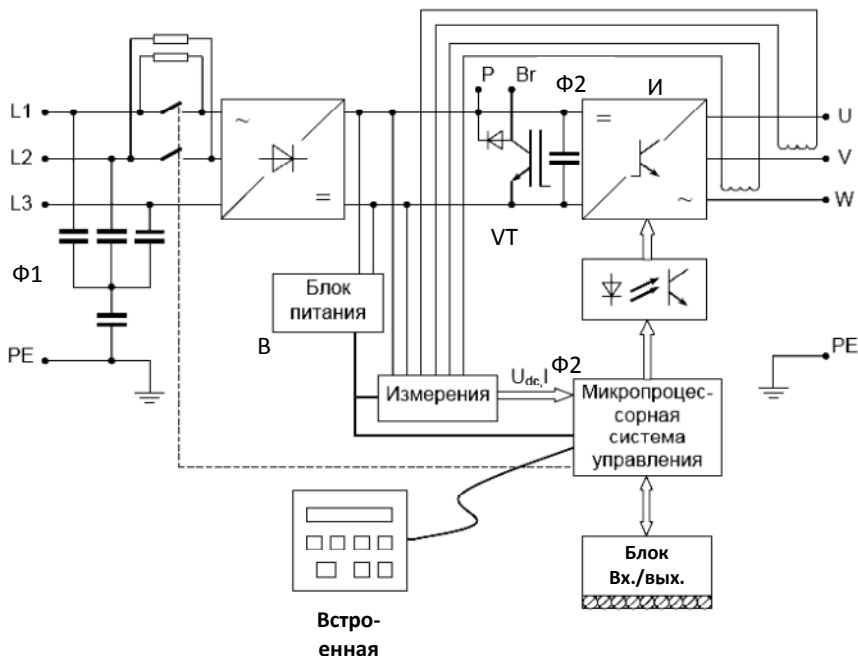 P
Br
Ф2
И
L1
U
L2
V
L3
W
VT
Ф1
Блок
питания
В
PE
PE
Измерения
Udc,I
Ф2
Микропроцес-
сорная
система
управления
Блок
Вх./вых.
Встро-
енная
~
=
=
~